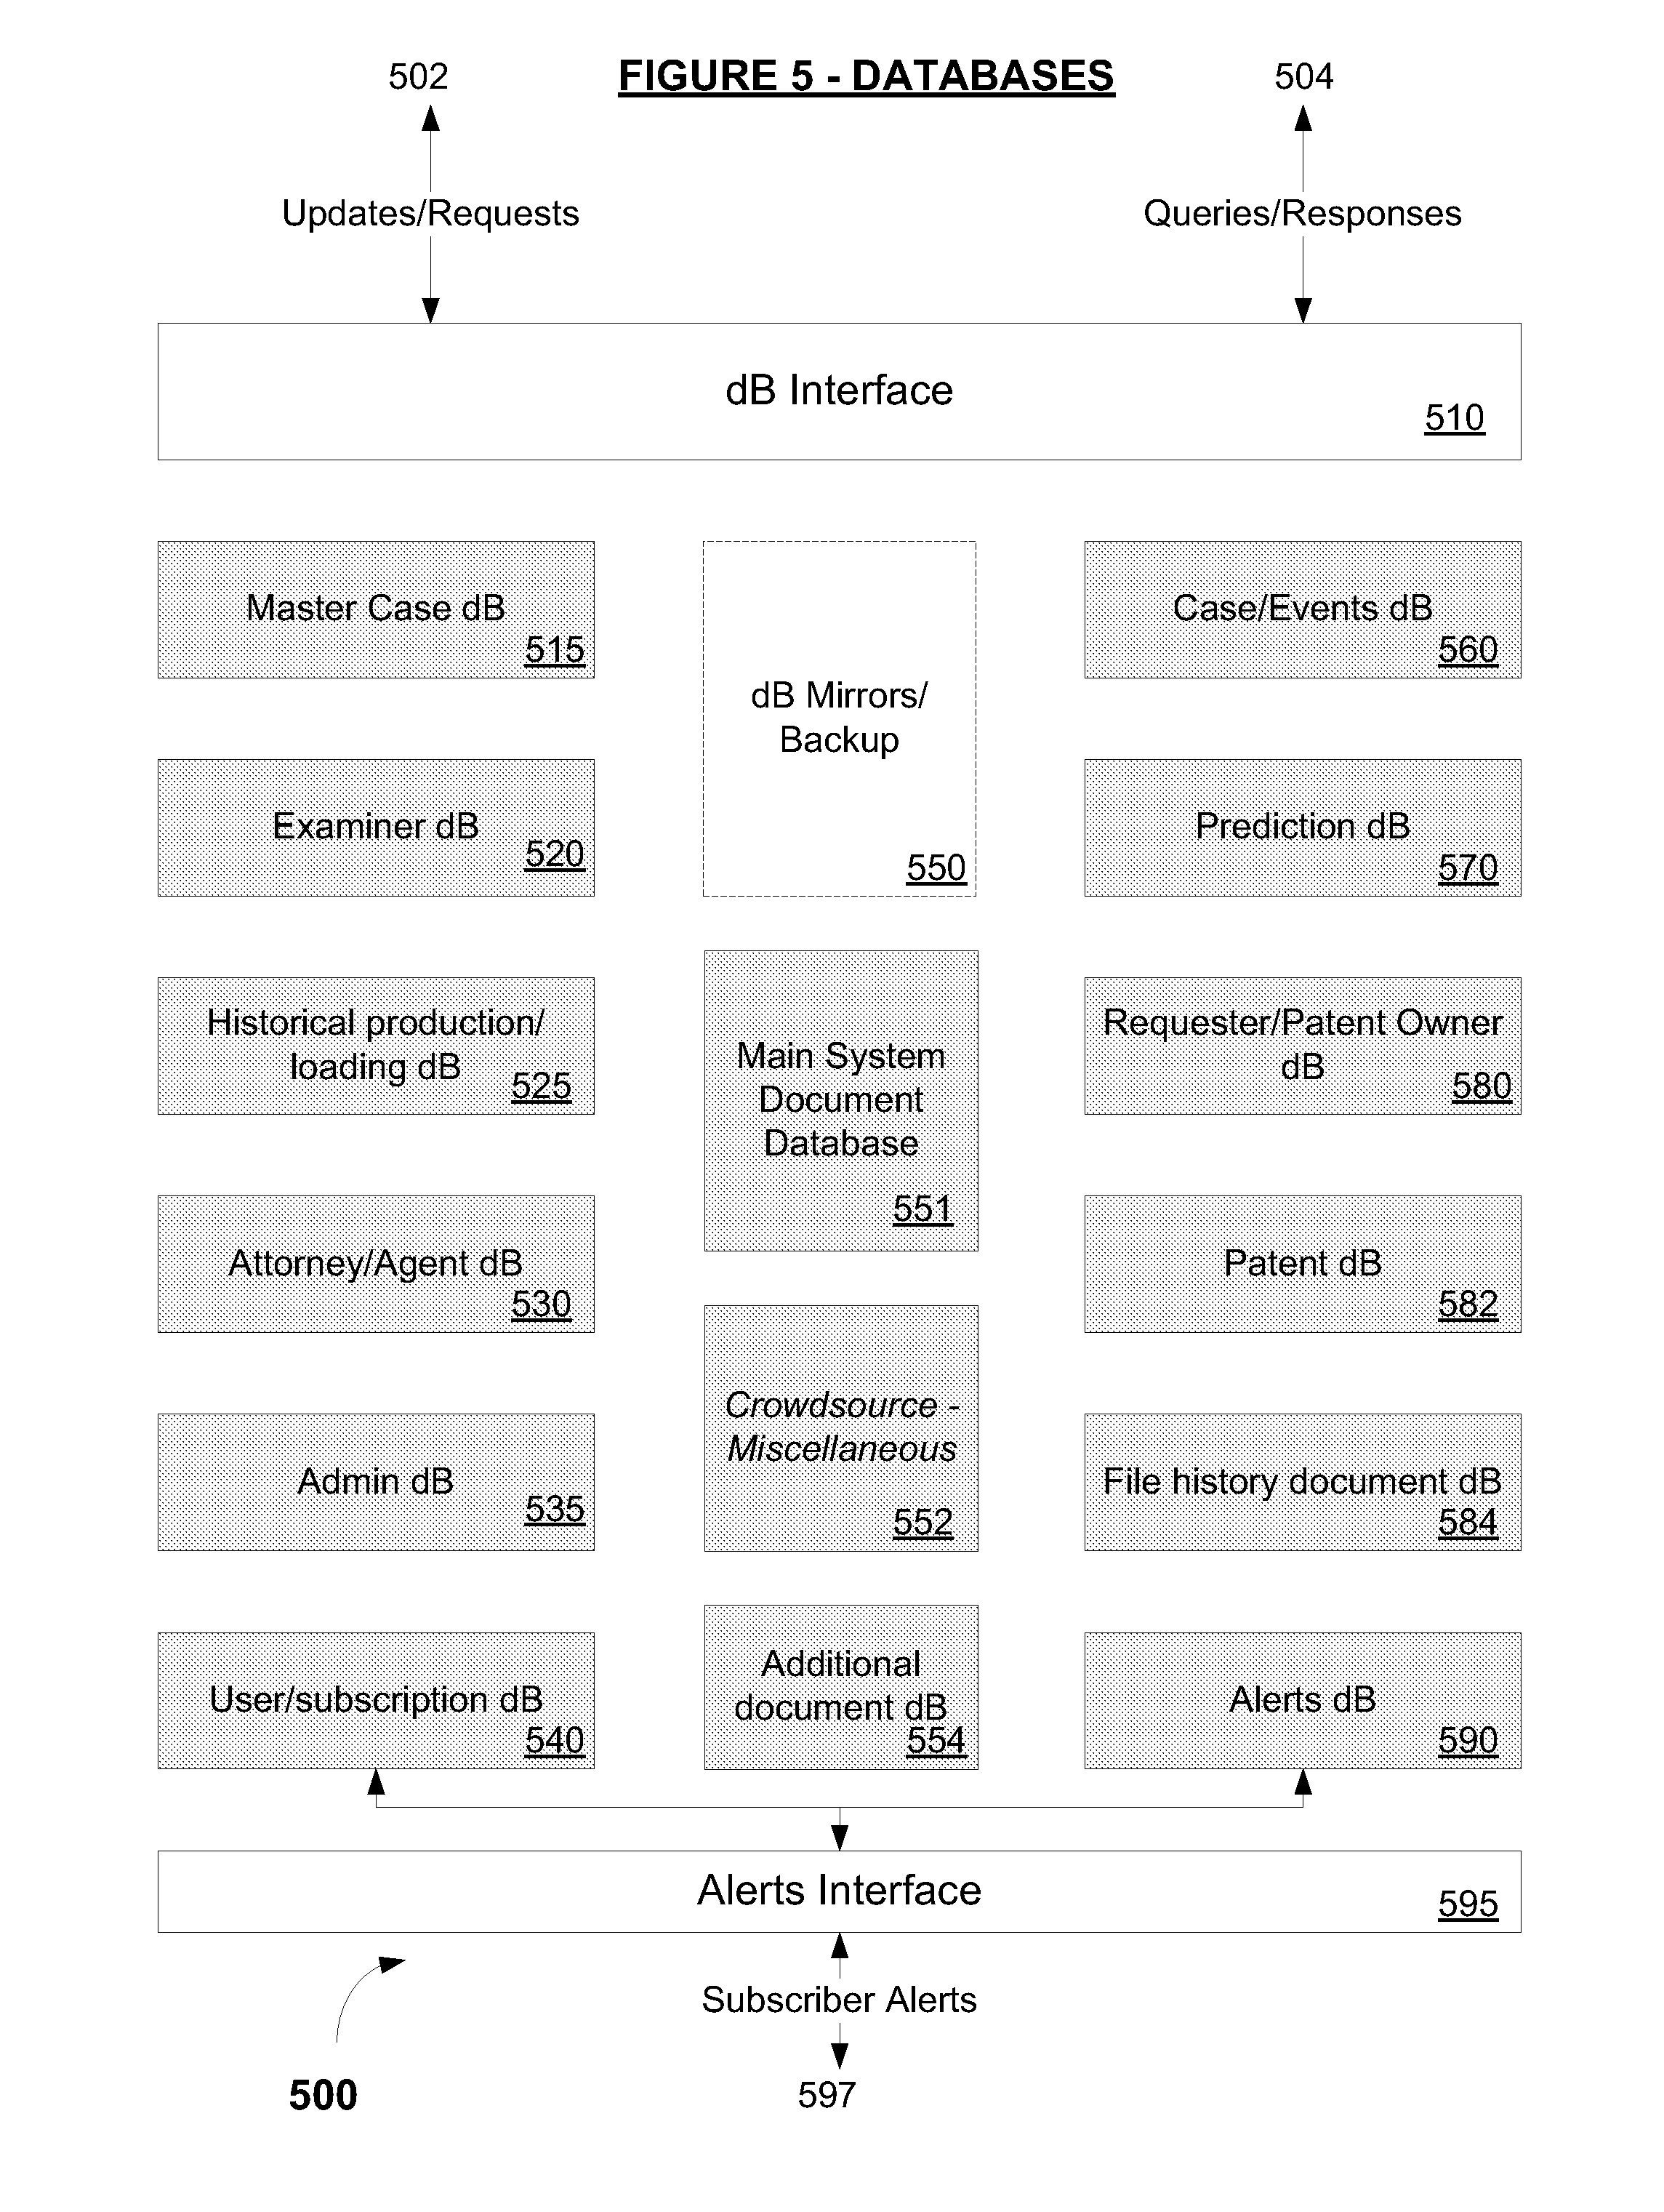 502
FIGURE 5 - DATABASES
504
Updates/Requests
Queries/Responses
dB Interface
510
Master Case dB
515
dB Mirrors/
Backup
550
Case/Events dB
560
Examiner dB
520
Prediction dB
570
Historical production/
loading dB
525
Main System
Document
Database
551
Requester/Patent Owner
dB
580
Attorney/Agent dB
530
Patent dB
582
Crowdsource -
Miscellaneous
552
Admin dB
535
File history document dB
584
User/subscription dB
540
Additional
document dB
554
Alerts dB
590
Alerts Interface
595
Subscriber Alerts
500
597